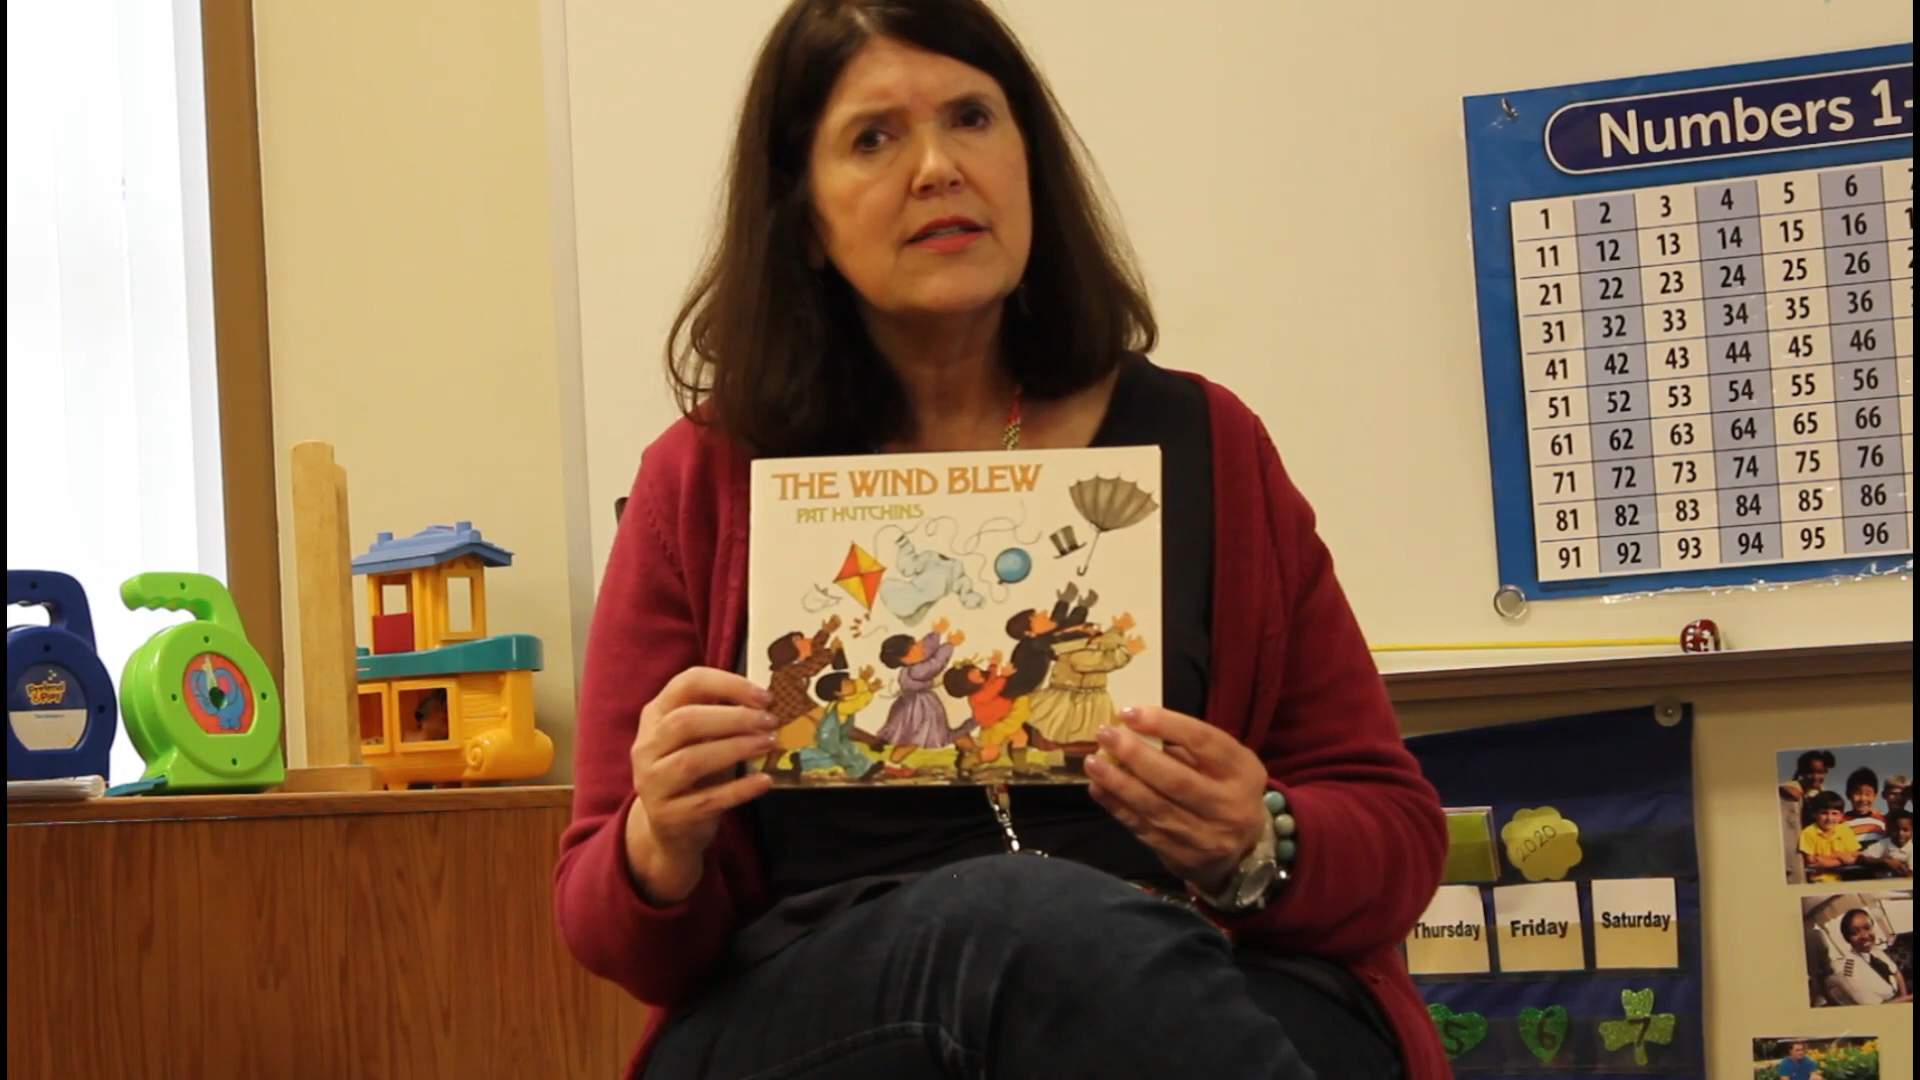 THE WIND BLEW
PAT HUTCHINS
Numbers 1-
1 2 3 4 5 6
11 12 13 14 15 16
21 22 23 24 25 26
31 32 33 34 35 36
41 42 43 44 45 46
51 52 53 54 55 56
61 62 63 64 65 66
71 72 73 74 75 76
81 82 83 84 85 86
91 92 93 94 95 96
Pretend & Play
2020
Thursday Friday Saturday
5 6 7